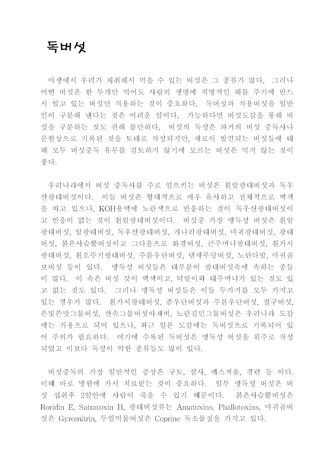 독버섯
야생에서 우리가 채취해서 먹을 수 있는 버섯은 그 종류가 많다. 그러나
어떤 버섯은 한 두개만 먹어도 사람의 생명에 치명적인 해를 주기에 반드
시 알고 있는 버섯만 식용하는 것이 중요하다. 독버섯과 식용버섯을 일반
인이 구분해 낸다는 것은 어려운 일이다. 가능하다면 버섯도감을 통해 버
섯을 구분하는 것도 권해 볼만하다. 버섯의 독성은 과거의 버섯 중독사나
문헌상으로 기록된 것을 토대로 작성되지만, 새로이 발견되는 버섯들에 대
해 모두 버섯중독 유무를 검토하지 않기에 모르는 버섯은 먹지 않는 것이
좋다.
우리나라에서 버섯 중독사를 주로 일으키는 버섯은 흰알광대버섯과 독우
산광대버섯이다. 이들 버섯은 형태적으로 매우 유사하고 전체적으로 백색
을 띠고 있으나, KOH용액에 노란색으로 반응하는 것이 독우산광대버섯이
고 반응이 없는 것이 흰알광대버섯이다. 버섯중 가장 맹독성 버섯은 흰알
광대버섯, 알광대버섯, 독우산광대버섯, 개나리광대버섯, 비귀광대버섯, 광대
버섯, 붉은사슴뿔버섯이고 그다음으로 화경버섯, 큰주머니광대버섯, 흰가시
광대버섯, 흰오뚜기광대버섯, 주름우단버섯, 냄새무당버섯, 노란다발, 마귀곰
보버섯 등이 있다. 맹독성 버섯들은 대부분이 광대버섯속에 속하는 종들
이 많다. 이 속은 버섯 갓이 백색이고, 턱받이와 대주머니가 있는 것도 있
고 없는 것도 있다. 그러나 맹독성 버섯들은 이들 두가지를 모두 가지고
있는 경우가 많다. 흰가시광대버섯, 좀우단버섯과 주름우단버섯, 절구버섯,
은빛쓴맛그물버섯, 산속그물버섯아재비, 노란길민그물버섯은 우리나라 도감
에는 식용으로 되어 있으나, 최근 일본 도감에는 독버섯으로 기록되어 있
어 주의가 필요하다. 여기에 수록된 독버섯은 맹독성 버섯을 위주로 작성
되었고 이보다 독성이 약한 종류들도 많이 있다.
버섯중독의 가장 일반적인 증상은 구토, 설사, 메스꺼움, 경련 등 이다.
이때 바로 병원에 가서 치료받는 것이 중요하다. 일부 맹독성 버섯은 버
섯 섭취후 2일안에 사람이 죽을 수 있기 때문이다. 붉은사슴뿔버섯은
Roridin E, Satratoxin H, 광대버섯류는 Amatoxins, Phallotoxins, 마귀곰버
섯은 Gyromitrin, 두엄먹물버섯은 Coprine 독소물질을 가지고 있다.